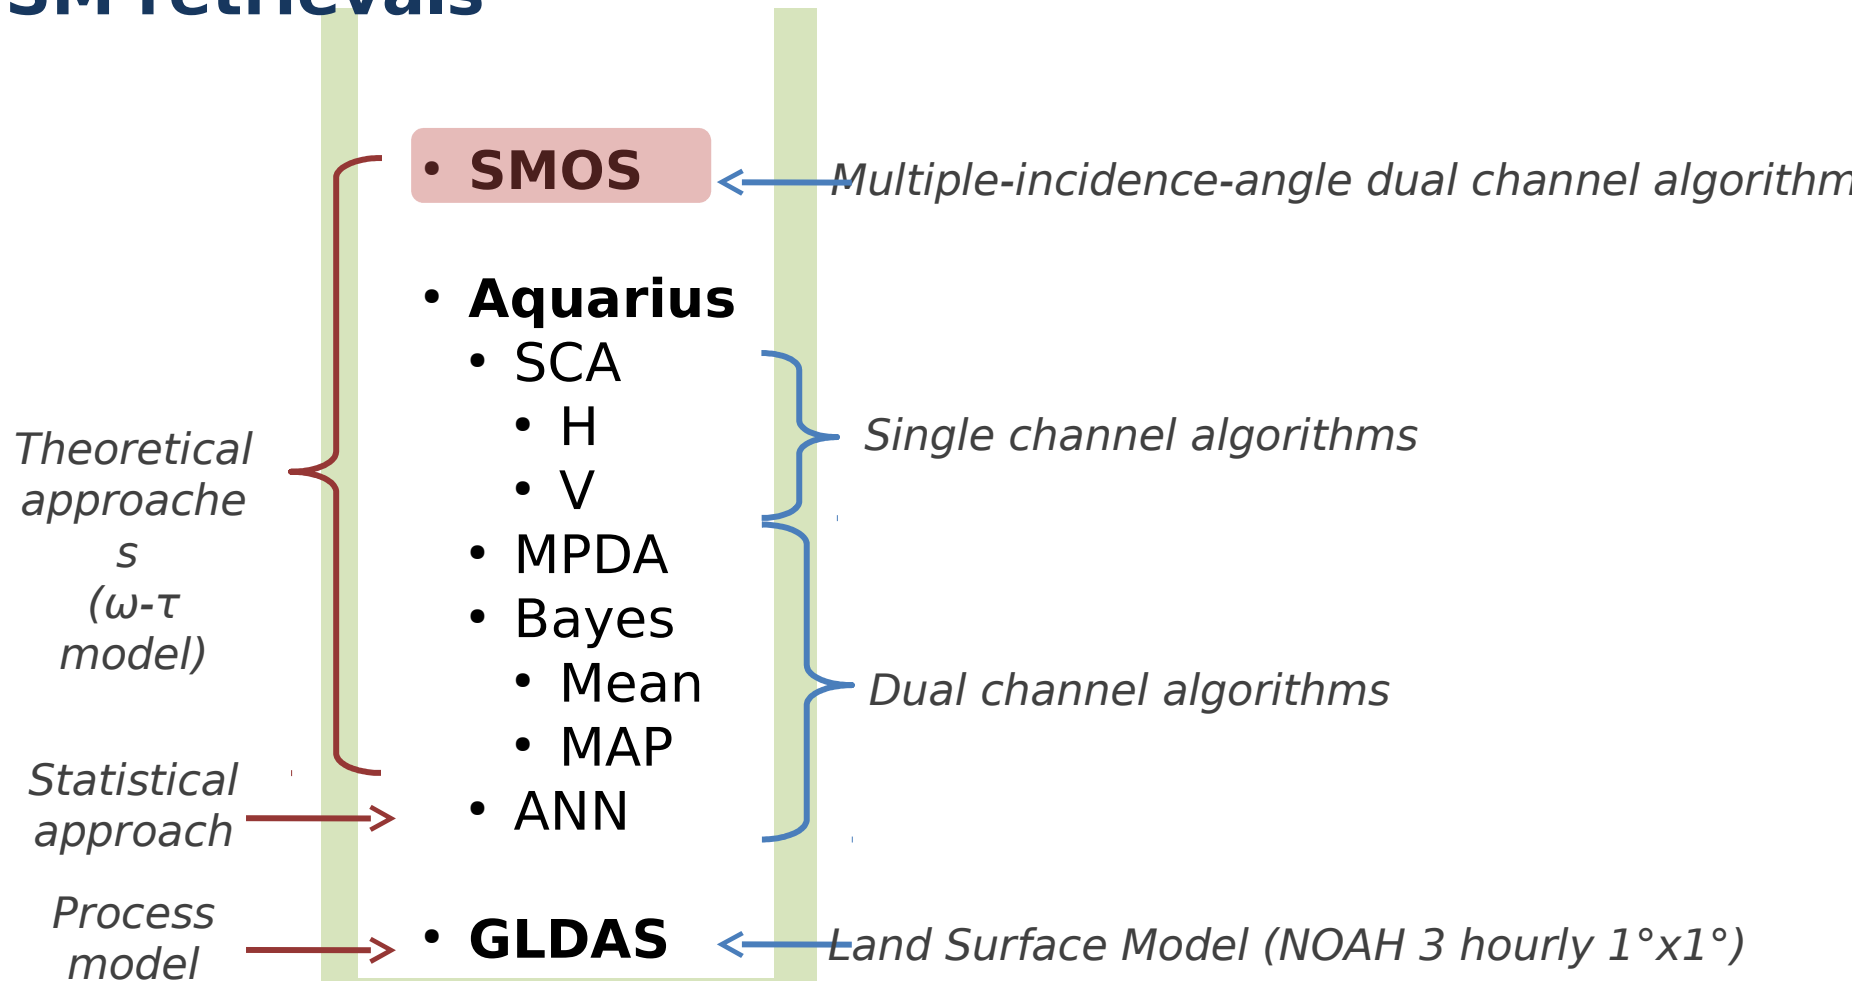 SM retrievals
• SMOS
Multiple-incidence-angle dual channel algorithm
• Aquarius
• SCA
• H
• V
Single channel algorithms
Theoretical
approache
s
(ω-τ
model)
• MPDA
• Bayes
• Mean
• MAP
• ANN
Dual channel algorithms
Statistical
approach
Process
model
• GLDAS
Land Surface Model (NOAH 3 hourly 1°x1°)